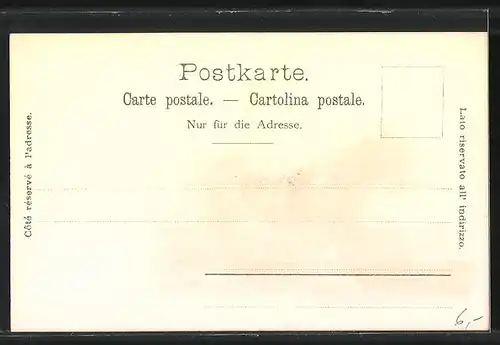 Postkarte.
Carte postale. — Cartolina postale.
Nur für die Adresse.
Côté réservé à l'adresse.
Lato riservato all' indirizzo.
6,-